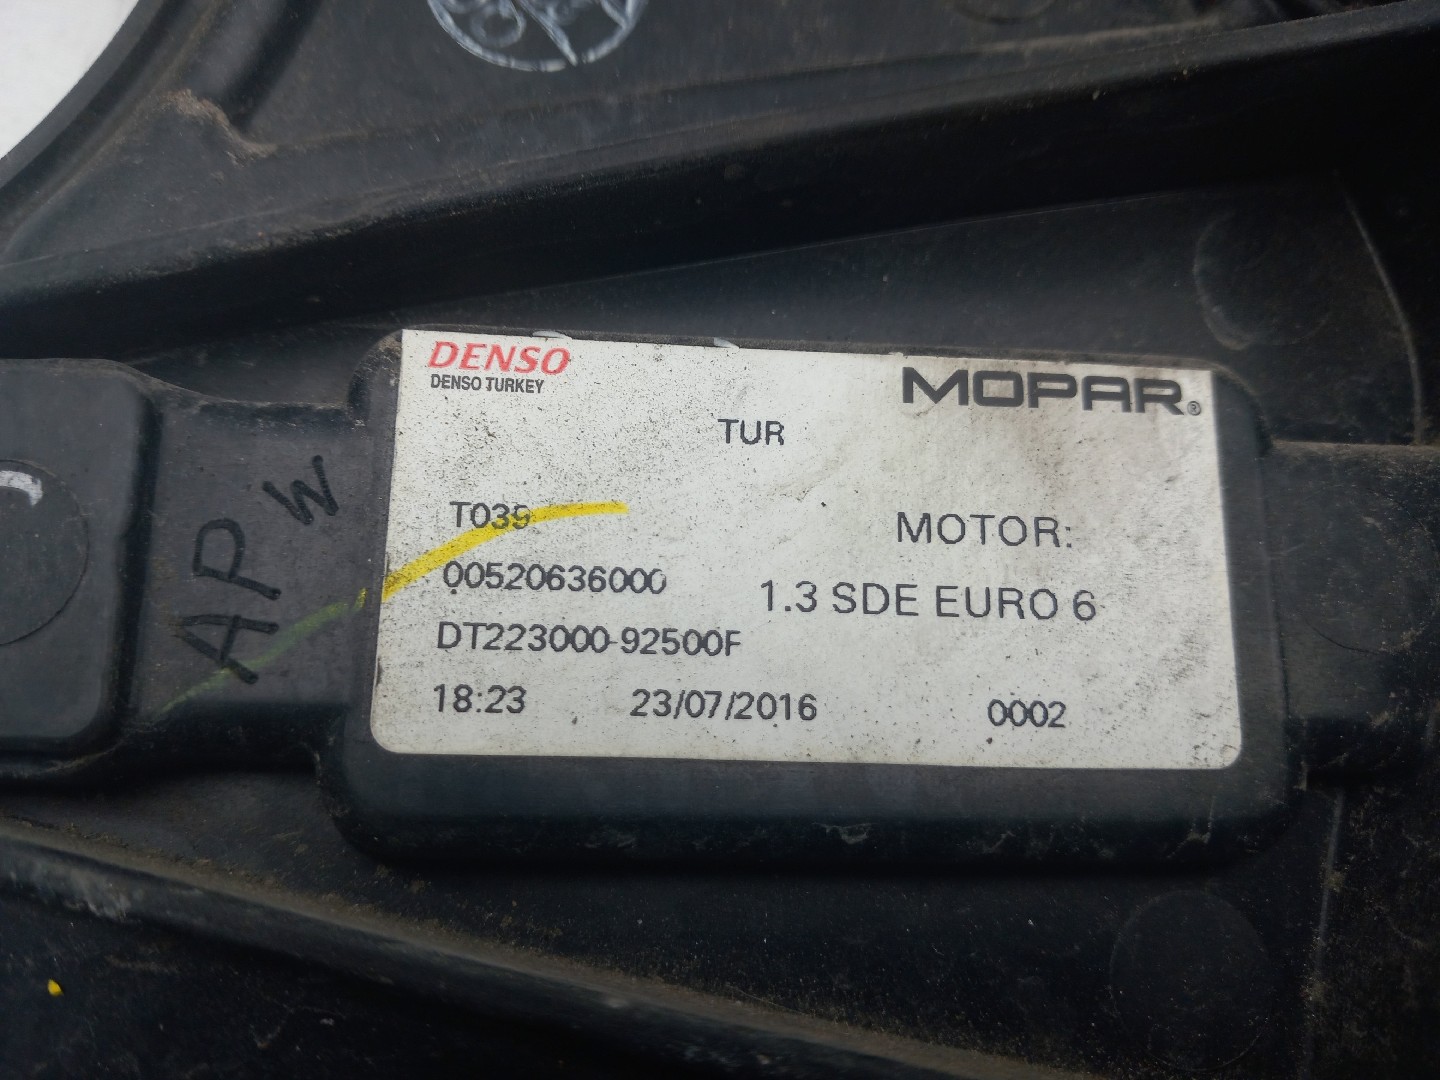 DENSO
DENSO TURKEY
MOPAR®
TUR
T039
MOTOR:
00520636000
1.3 SDE EURO 6
DT223000-92500F
18:23 23/07/2016 0002
APW